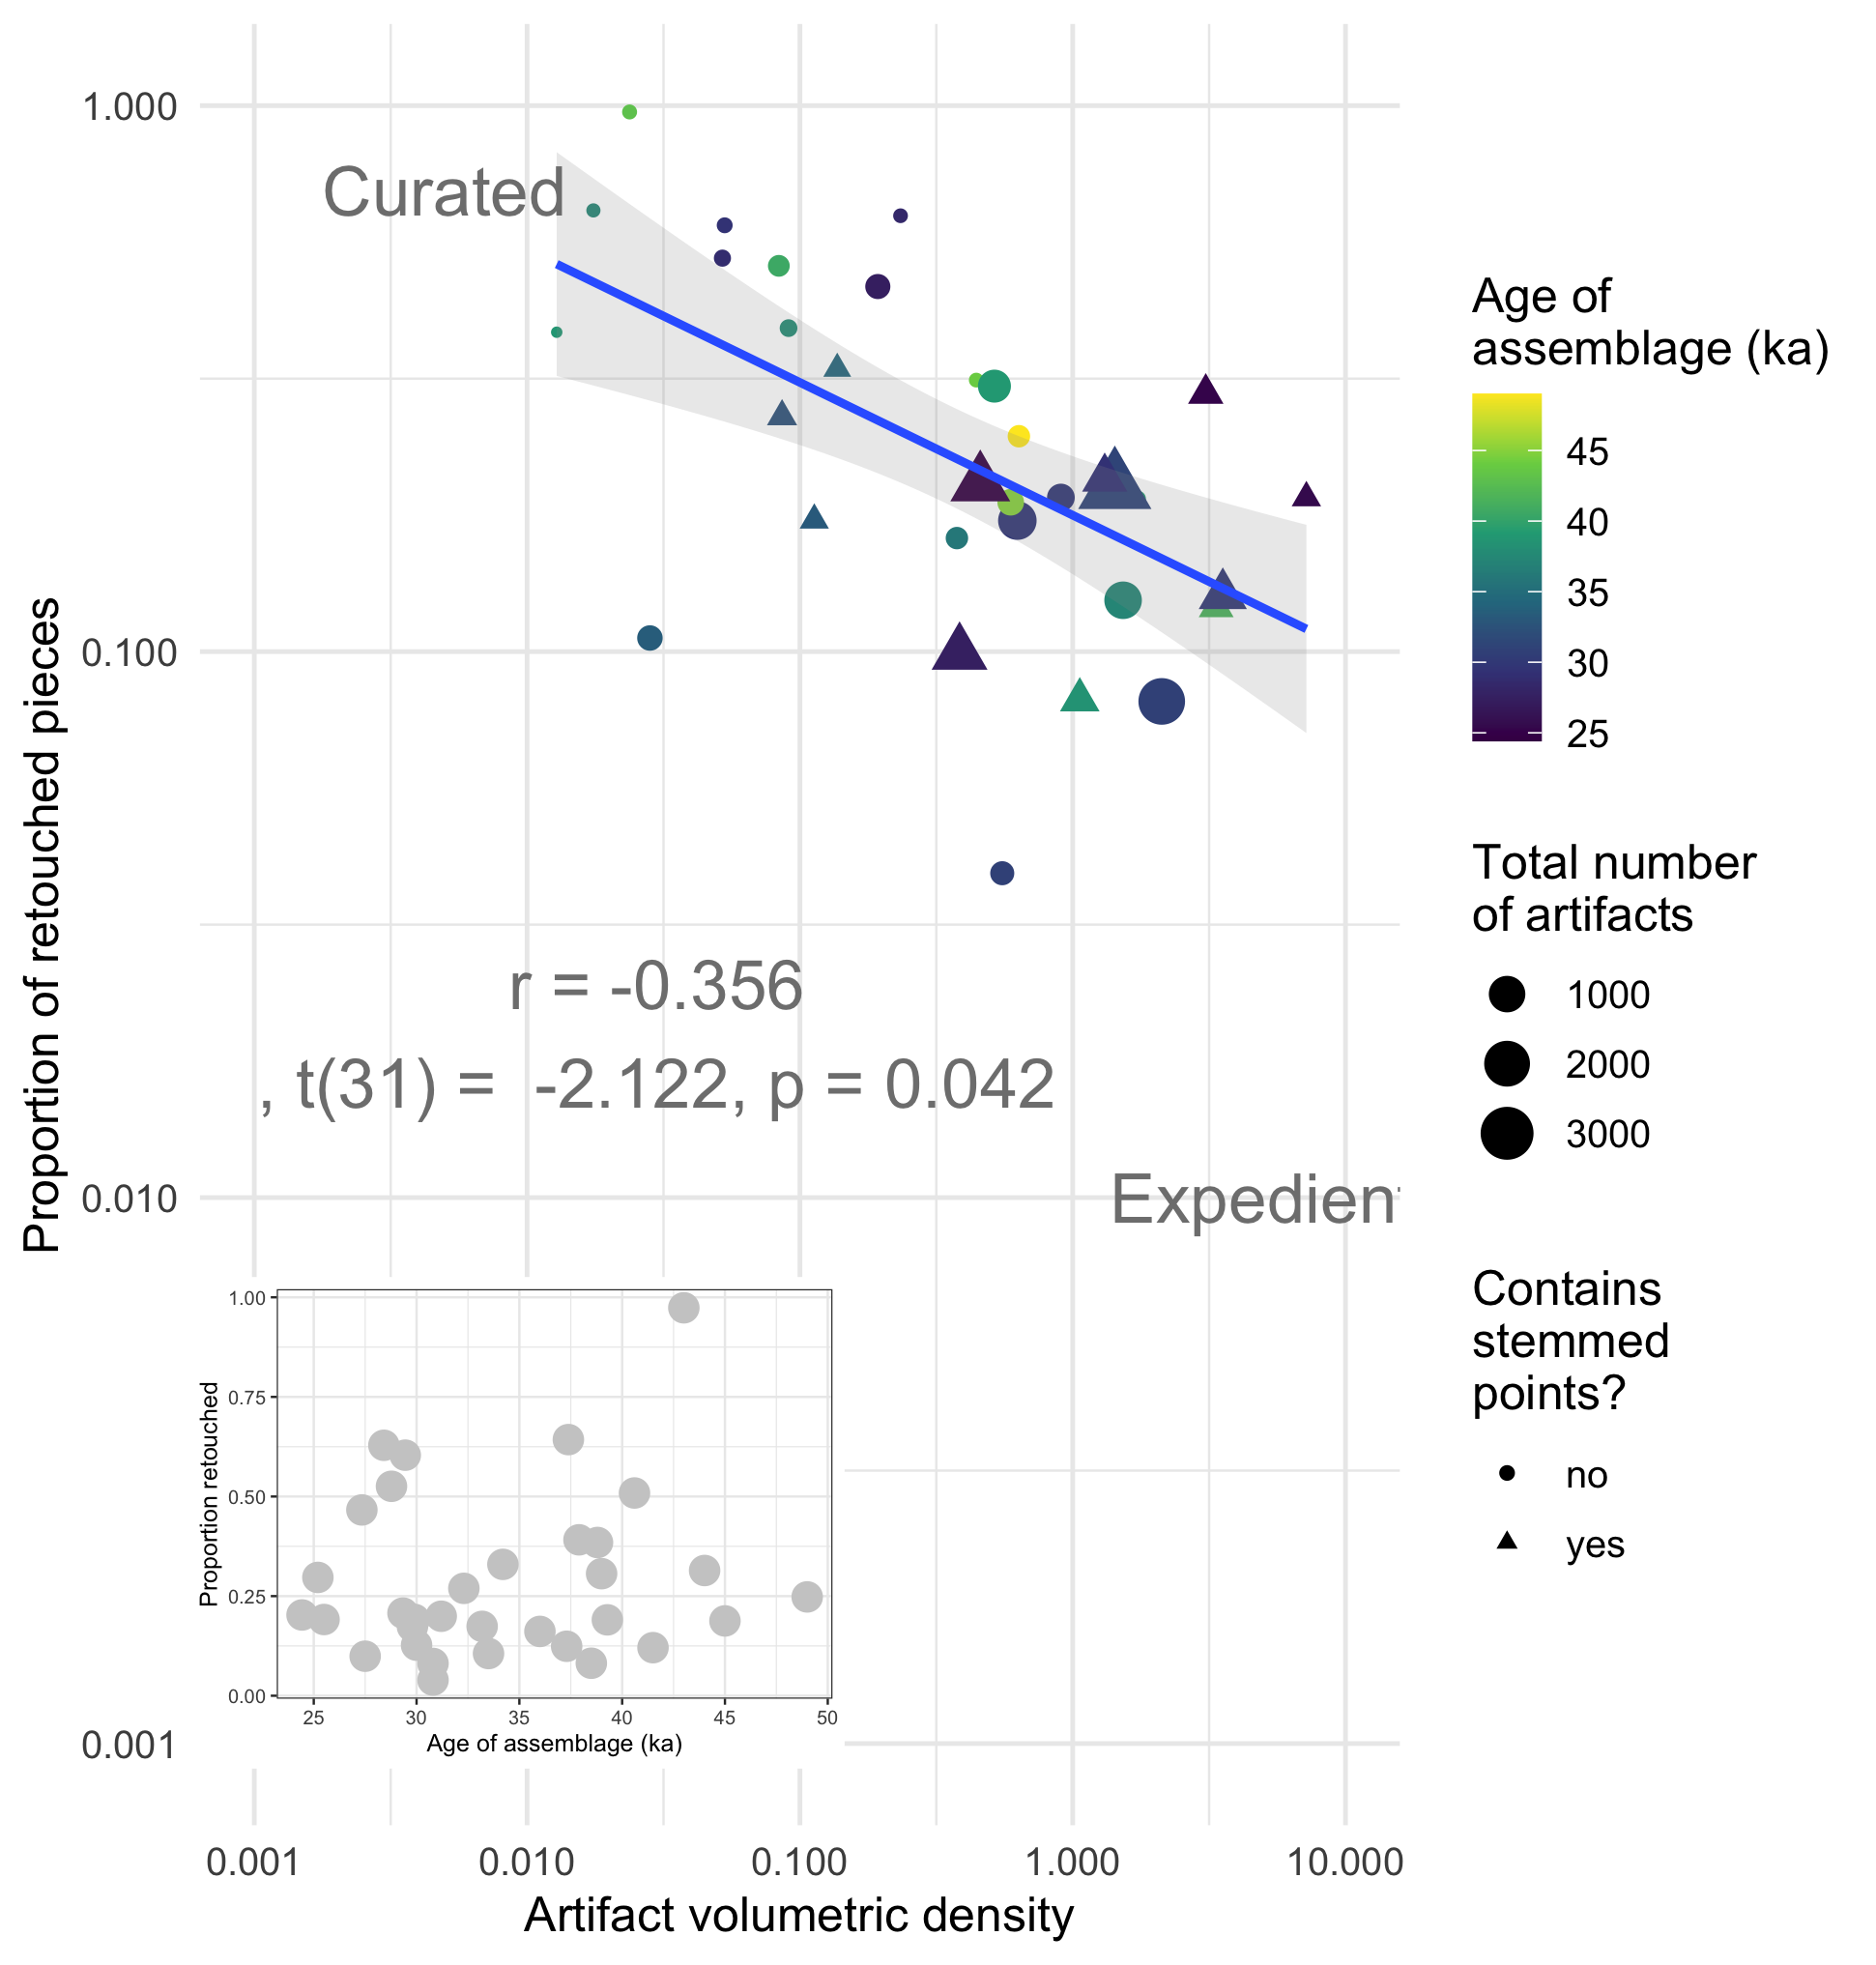 1.000
0.100
0.010
0.001
Proportion of retouched pieces
Curated
r = -0.356
, t(31) = -2.122, p = 0.042
Expedient
1.00
0.75
0.50
0.25
0.00
Proportion retouched
25 30 35 40 45 50
Age of assemblage (ka)
0.001 0.010 0.100 1.000 10.000
Artifact volumetric density
Age of
assemblage (ka)
45
40
35
30
25
Total number
of artifacts
1000
2000
3000
Contains
stemmed
points?
no
yes